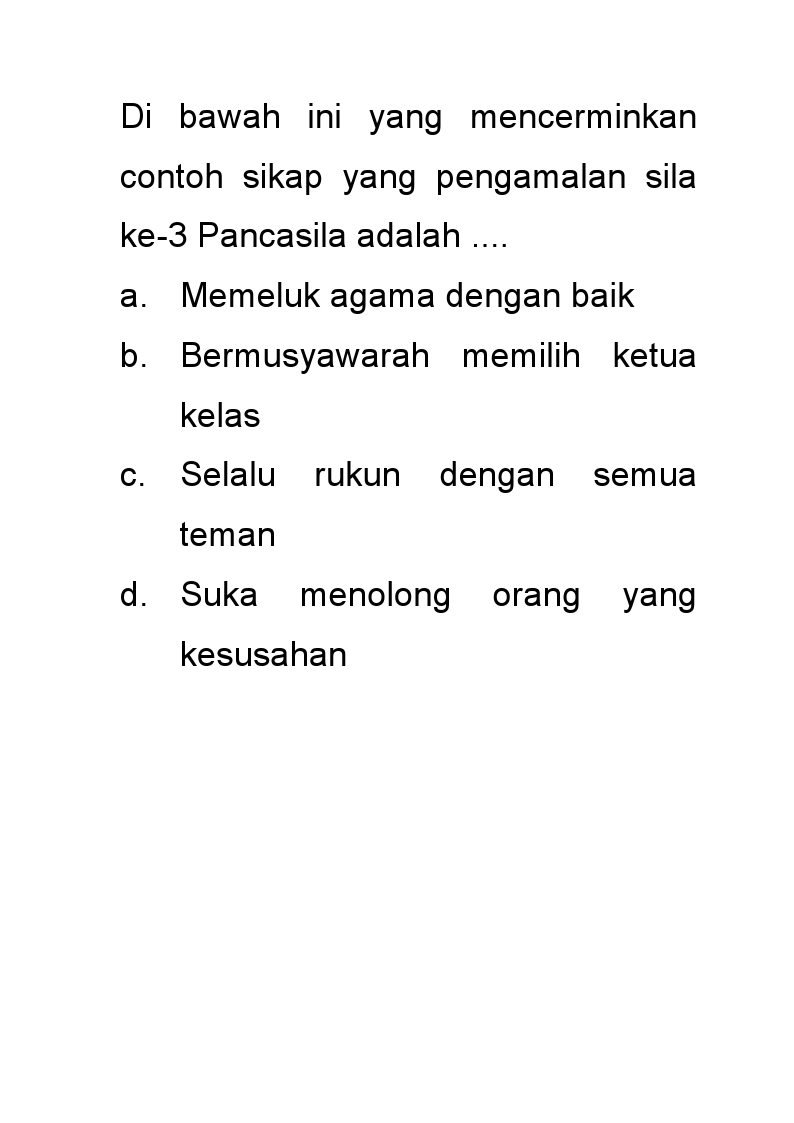 Di bawah ini yang mencerminkan
contoh sikap yang pengamalan sila
ke-3 Pancasila adalah ....
a. Memeluk agama dengan baik
b. Bermusyawarah memilih ketua
kelas
c. Selalu rukun dengan semua
teman
d. Suka menolong orang yang
kesusahan